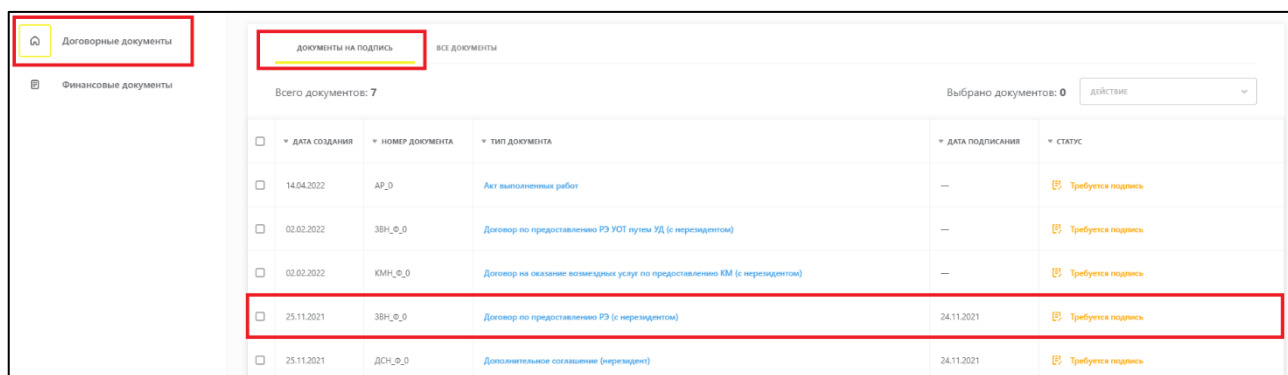 Договорные документы
Финансовые документы
ДОКУМЕНТЫ НА ПОДПИСЬ ВСЕ ДОКУМЕНТЫ
Всего документов: 7 Выбрано документов: 0 ДЕЙСТВИЕ
ДАТА СОЗДАНИЯ НОМЕР ДОКУМЕНТА ТИП ДОКУМЕНТА ДАТА ПОДПИСАНИЯ СТАТУС
14.04.2022 АР_0 Акт выполненных работ — Требуется подпись
02.02.2022 ЗВН_Ф_0 Договор по предоставлению РЭ УОТ путем УД (с нерезидентом) — Требуется подпись
02.02.2022 КМН_Ф_0 Договор на оказание возмездных услуг по предоставлению КМ (с нерезидентом) — Требуется подпись
25.11.2021 ЗВН_Ф_0 Договор по предоставлению РЭ (с нерезидентом) 24.11.2021 Требуется подпись
25.11.2021 ДСН_Ф_0 Дополнительное соглашение (нерезидент) 24.11.2021 Требуется подпись